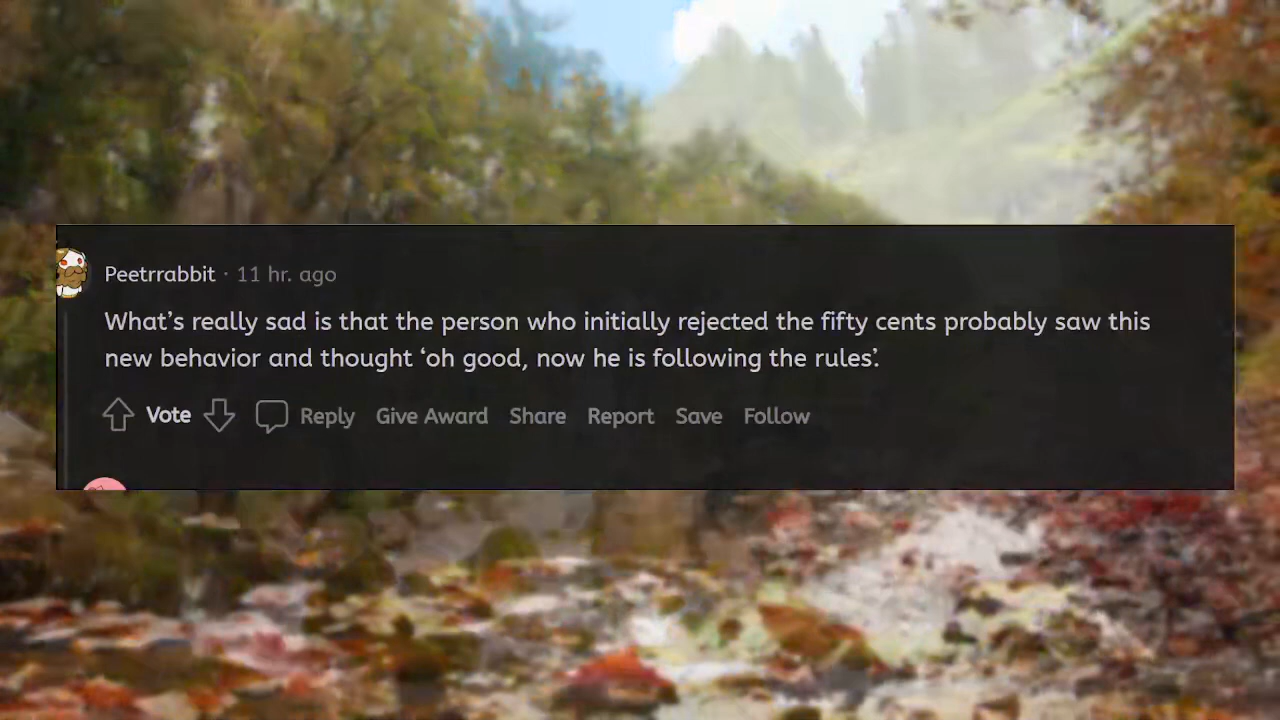 Peetrrabbit · 11 hr. ago
What’s really sad is that the person who initially rejected the fifty cents probably saw this
new behavior and thought ‘oh good, now he is following the rules’.
Vote Reply Give Award Share Report Save Follow